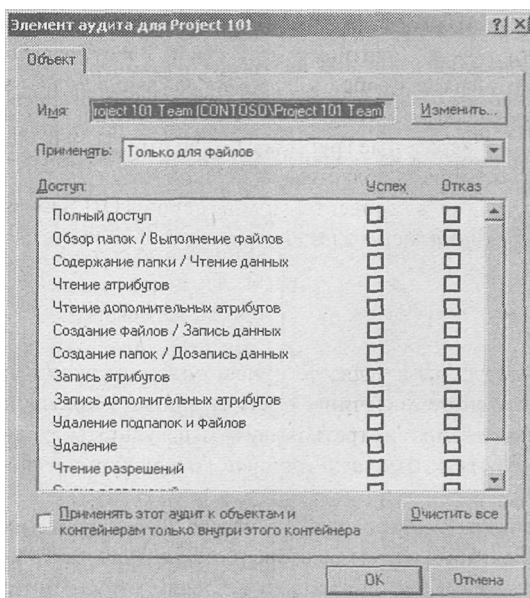 Элемент аудита для Project 101
Объект
Имя: roject 101 Team (CONTOSO\Project 101 Team) Изменить...
Применять: Только для файлов
Доступ: Успех Отказ
Полный доступ
Обзор папок / Выполнение файлов
Содержание папки / Чтение данных
Чтение атрибутов
Чтение дополнительных атрибутов
Создание файлов / Запись данных
Создание папок / Дозапись данных
Запись атрибутов
Запись дополнительных атрибутов
Удаление подпапок и файлов
Удаление
Чтение разрешений
Применять этот аудит к объектам и
контейнерам только внутри этого контейнера
Очистить все
OK Отмена